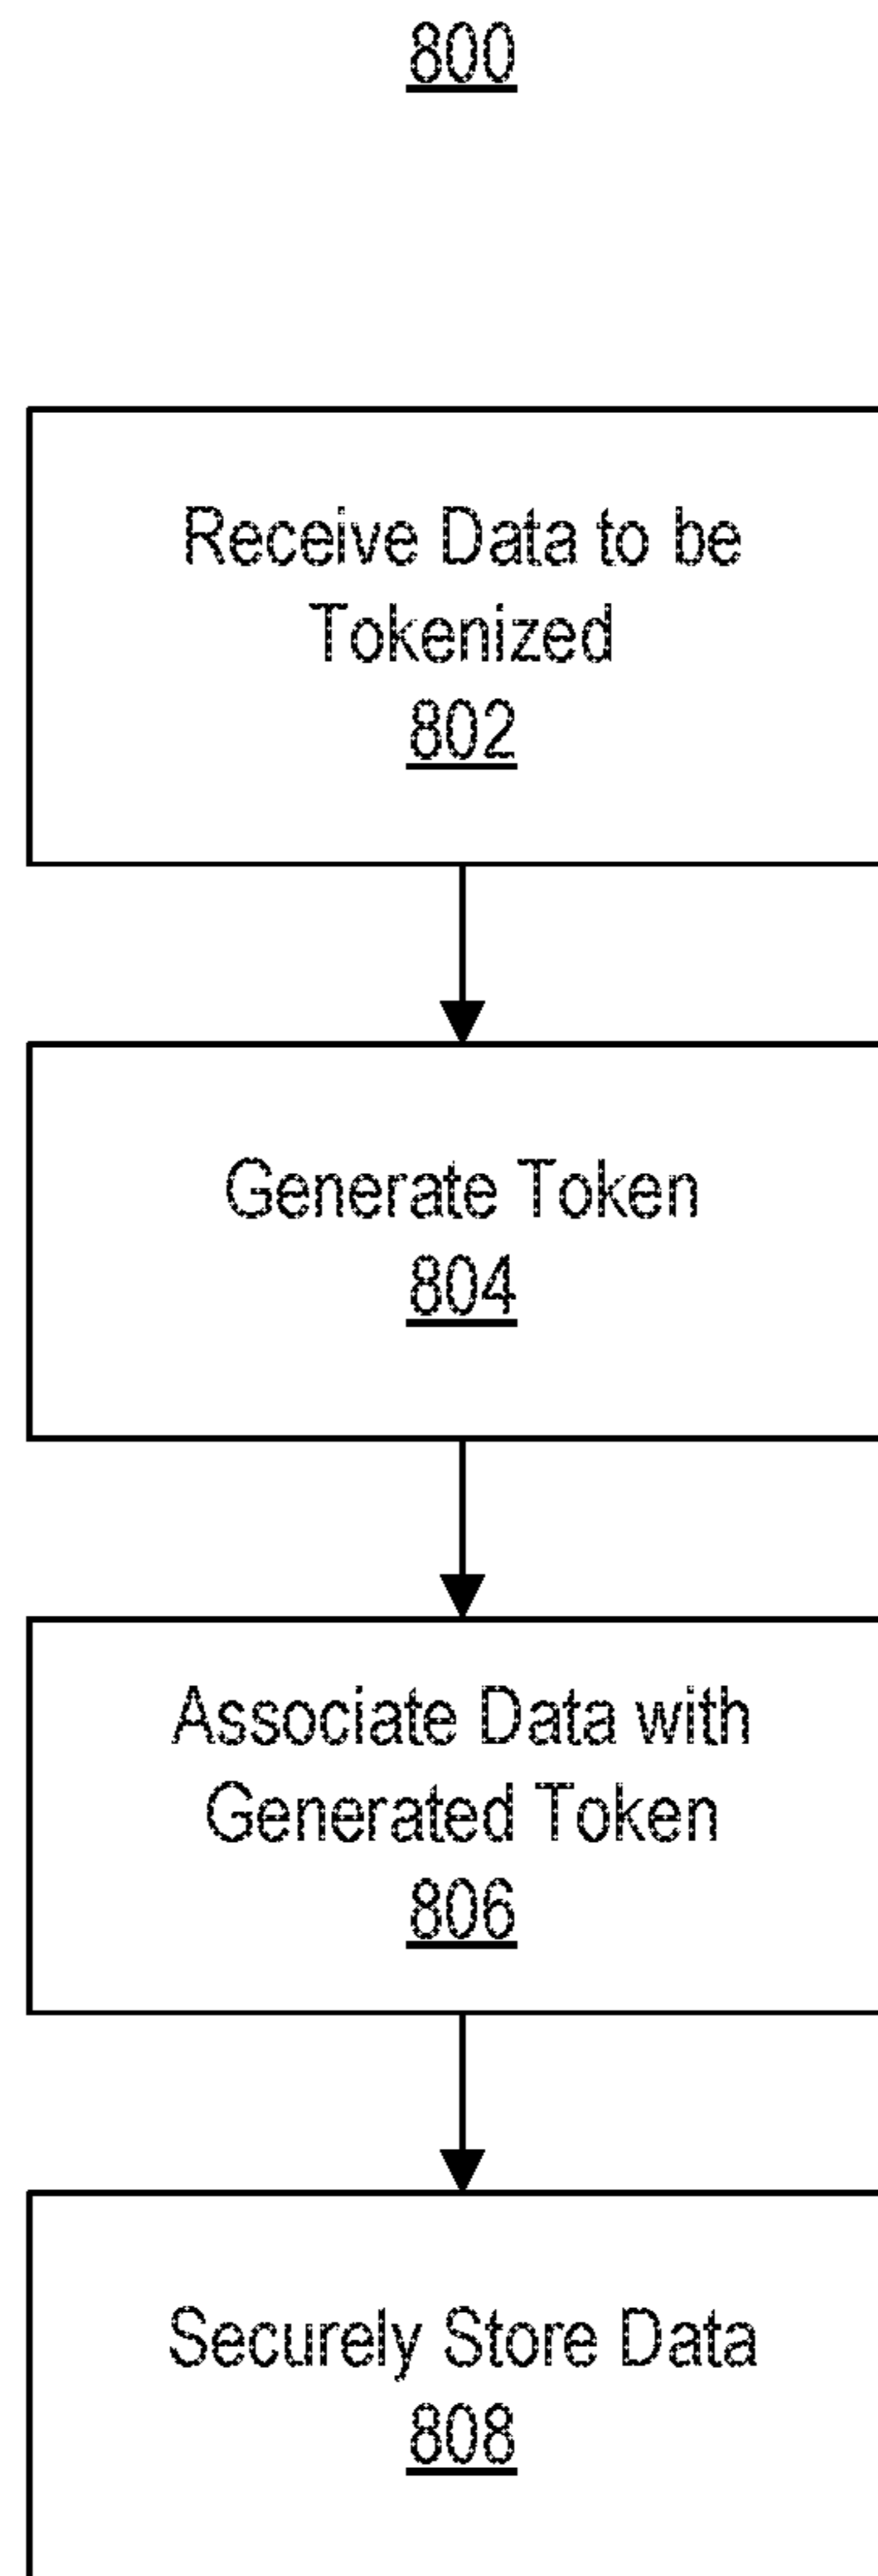 800
Receive Data to be
Tokenized
802
Generate Token
804
Associate Data with
Generated Token
806
Securely Store Data
808